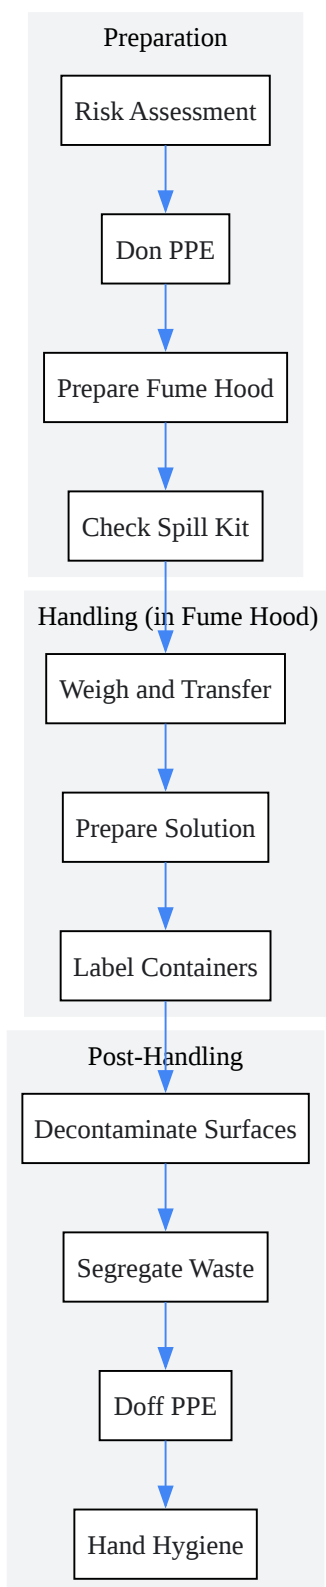 Preparation
Risk Assessment
Don PPE
Prepare Fume Hood
Check Spill Kit
Handling (in Fume Hood)
Weigh and Transfer
Prepare Solution
Label Containers
Post-Handling
Decontaminate Surfaces
Segregate Waste
Doff PPE
Hand Hygiene